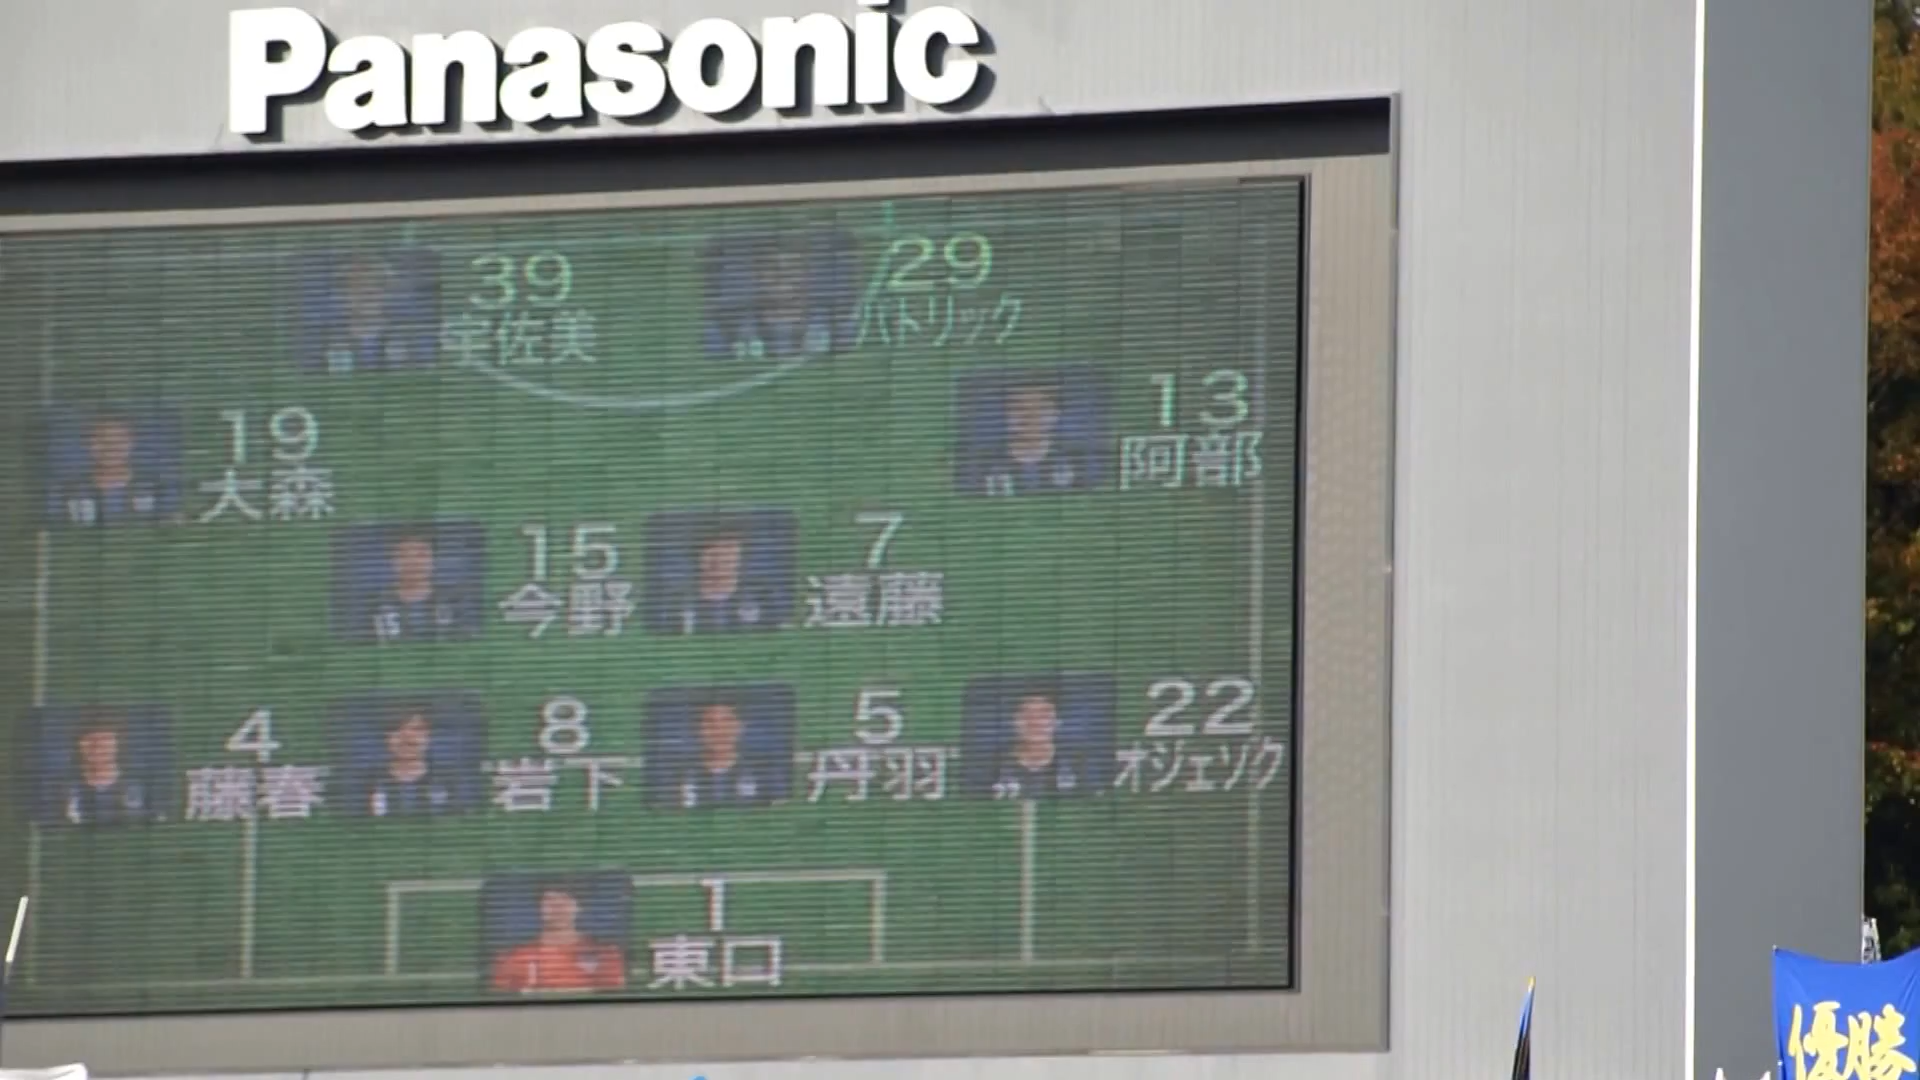 Panasonic
39
宇佐美
29
パトリック
19
大森
13
阿部
15
今野
7
遠藤
4
藤春
8
岩下
5
丹羽
22
オジェソク
1
東口
優勝